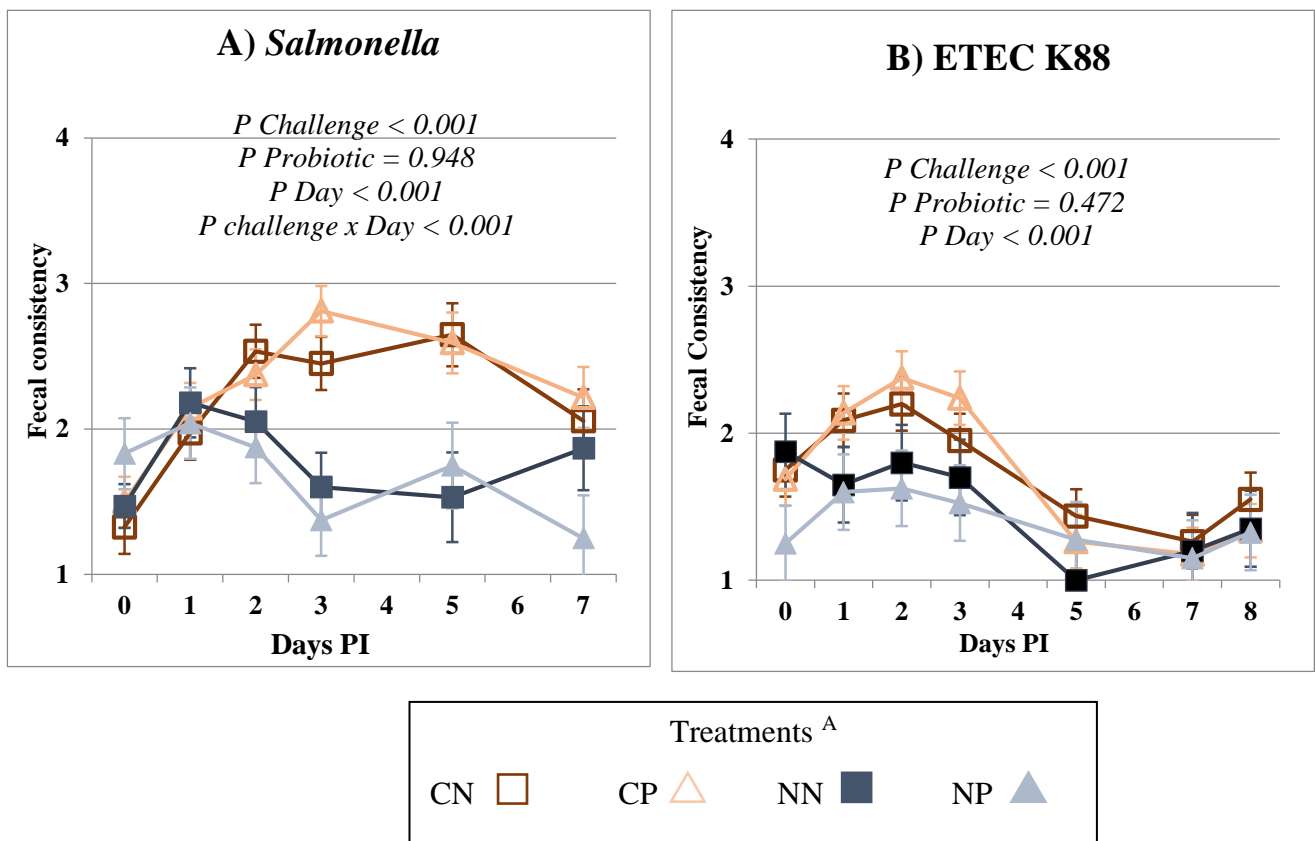 A) Salmonella
P Challenge < 0.001
P Probiotic = 0.948
P Day < 0.001
P challenge x Day < 0.001
4
3
2
1
Fecal consistency
0 1 2 3 4 5 6 7
Days PI
B) ETEC K88
P Challenge < 0.001
P Probiotic = 0.472
P Day < 0.001
4
3
2
1
Fecal Consistency
0 1 2 3 4 5 6 7 8
Days PI
Treatments A
CN CP NN NP